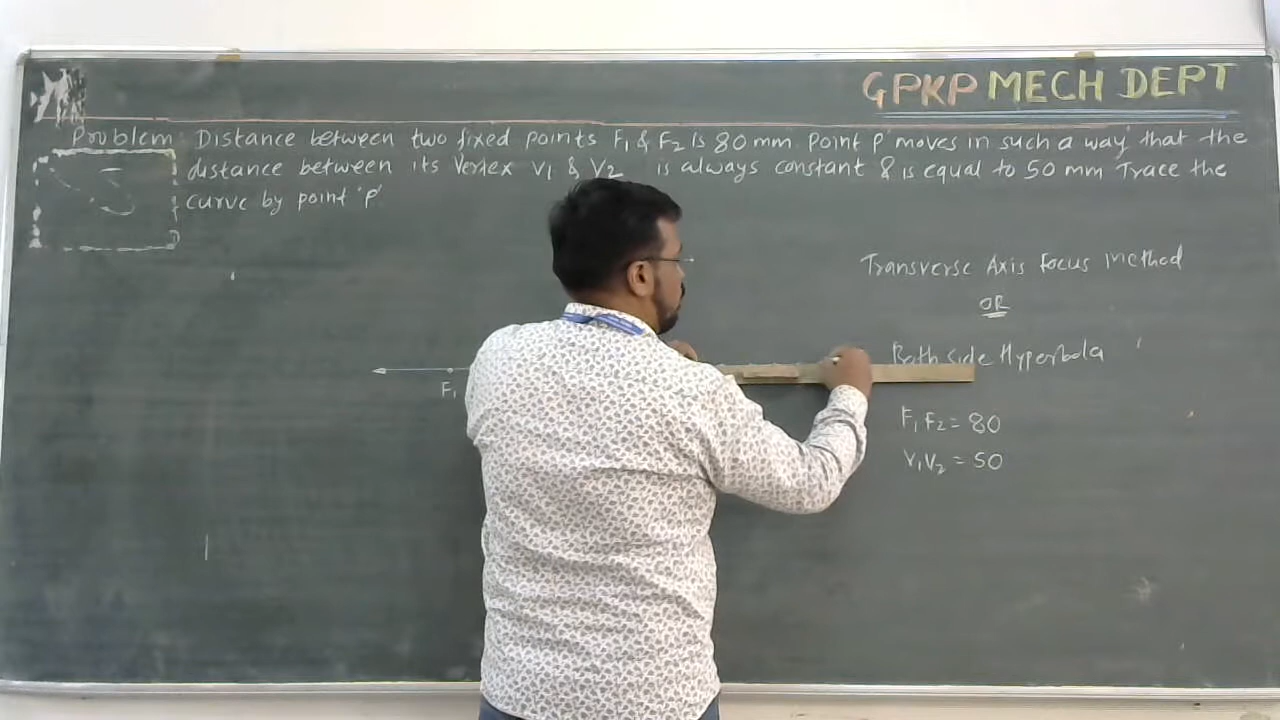 GPKP MECH DEPT
Problem: Distance between two fixed points F1 & F2 is 80 mm. Point P moves in such a way that the
distance between its Vertex V1 & V2 is always constant & is equal to 50 mm Trace the
curve by point 'P'.
Transverse Axis Focus Method
OR
Both side Hyperbola
F1
F1 F2 = 80
V1 V2 = 50